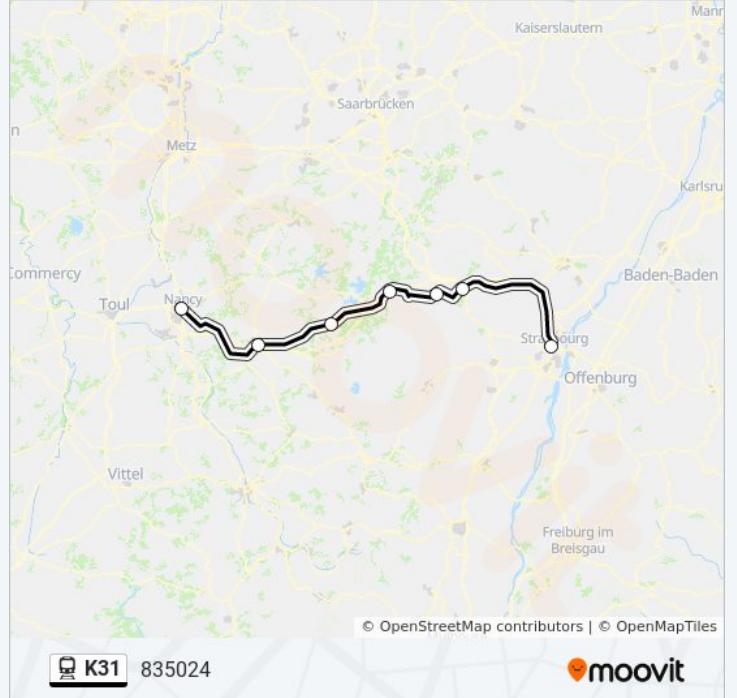 Mann
Kaiserslautern
Saarbrücken
n
Metz
Karlsru
ommercy
Baden-Baden
Nancy
Toul
Strasbourg
Offenburg
Vittel
Freiburg im
Breisgau
© OpenStreetMap contributors | © OpenMapTiles
K31 835024 moovit